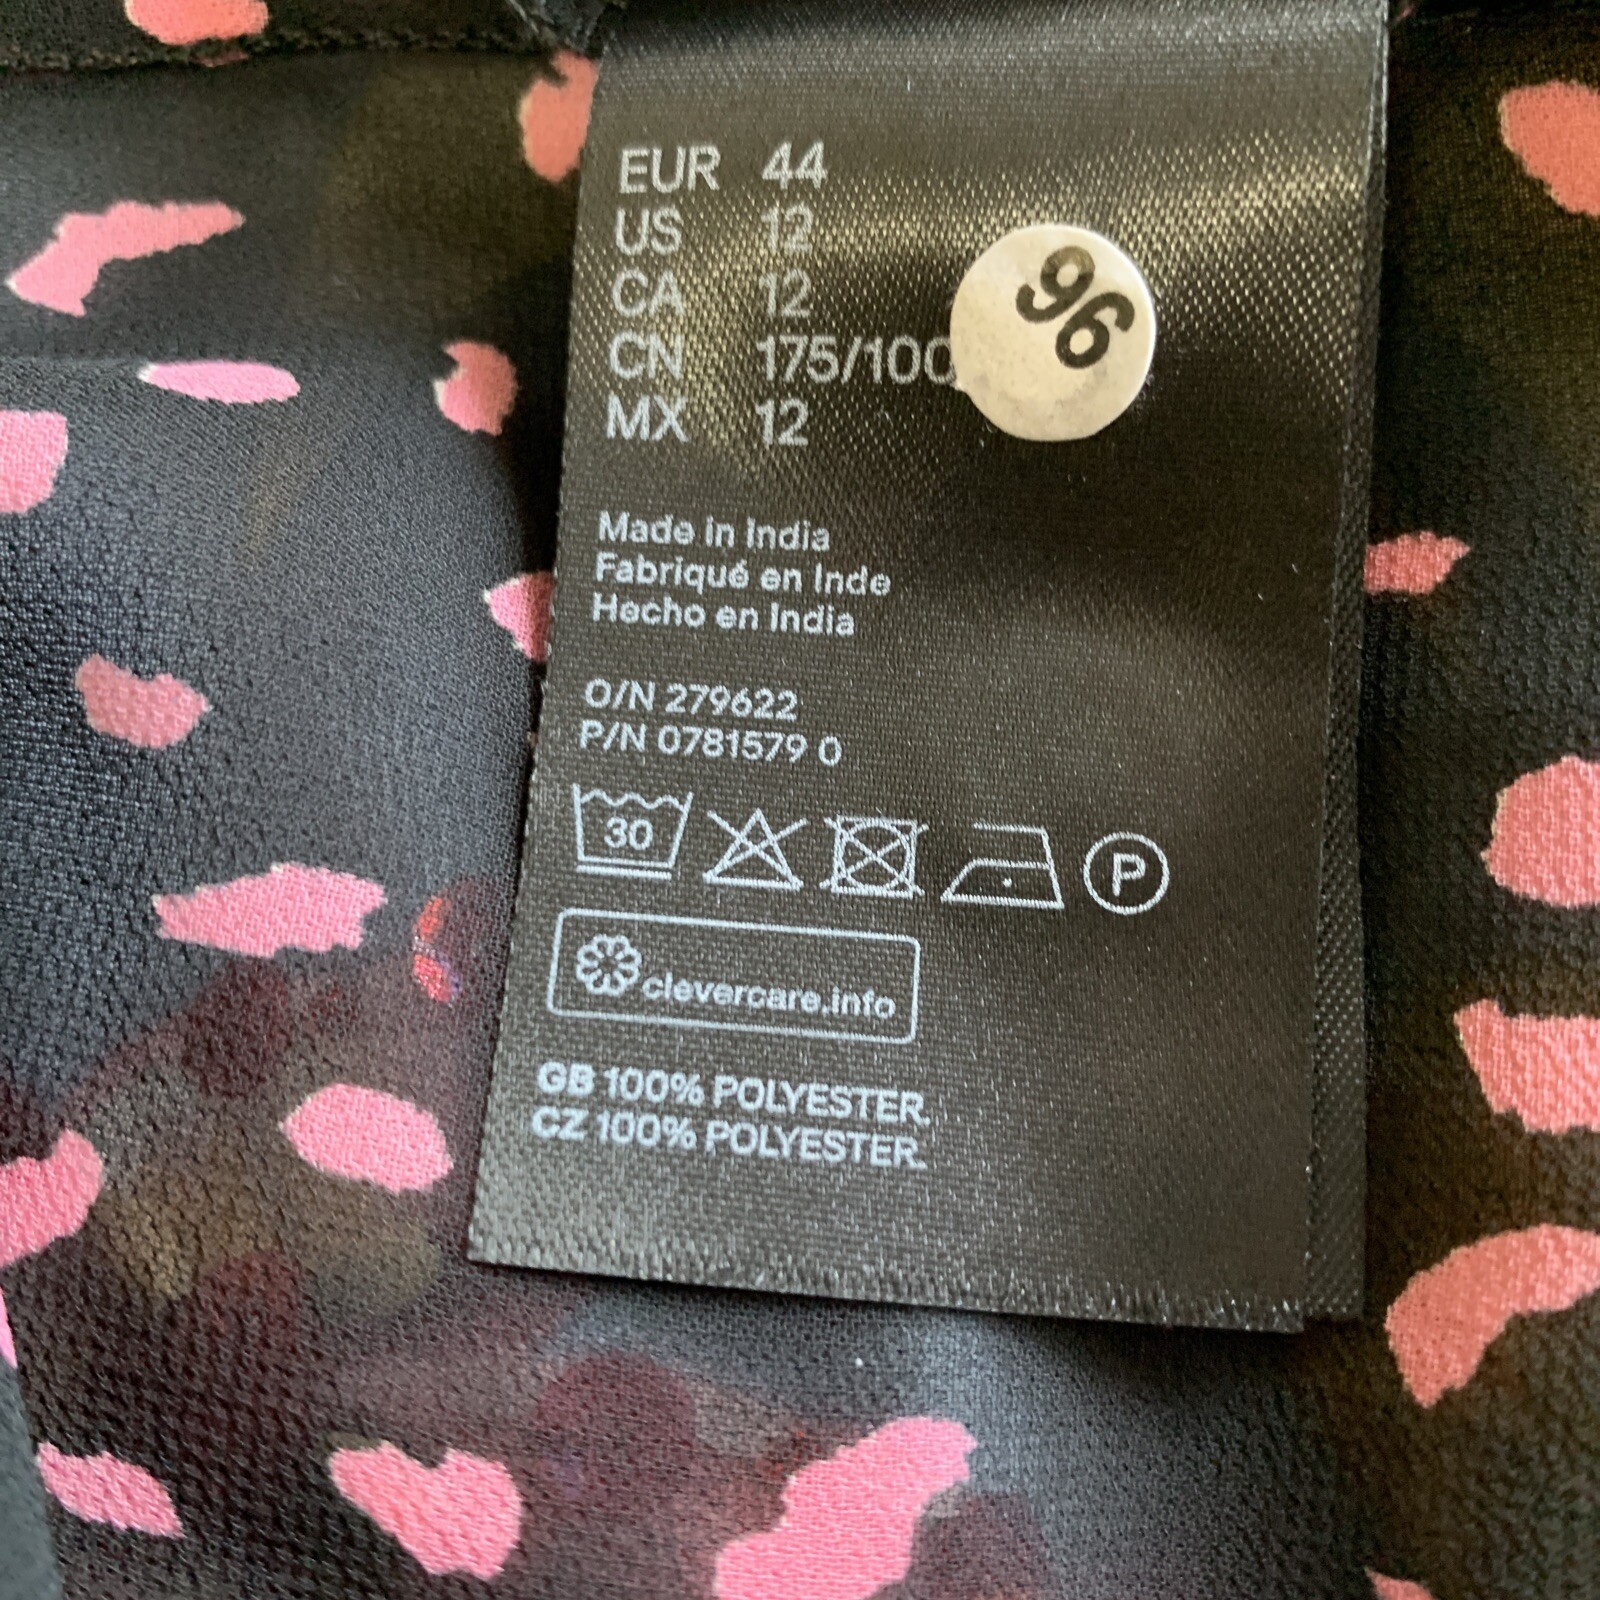 EUR 44
US 12
CA 12
CN 175/100
MX 12
96
Made in India
Fabriqué en Inde
Hecho en India
O/N 279622
P/N 0781579 0
30
P
clevercare.info
GB 100% POLYESTER.
CZ 100% POLYESTER.